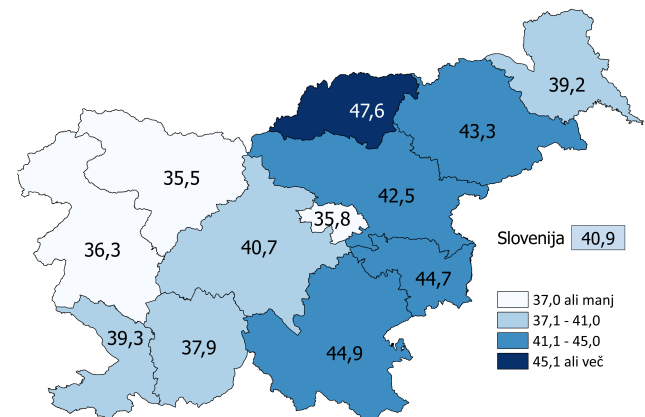 39,2
47,6
43,3
35,5
42,5
35,8
36,3
40,7
Slovenija 40,9
44,7
37,0 ali manj
37,1 - 41,0
41,1 - 45,0
45,1 ali več
39,3
37,9
44,9